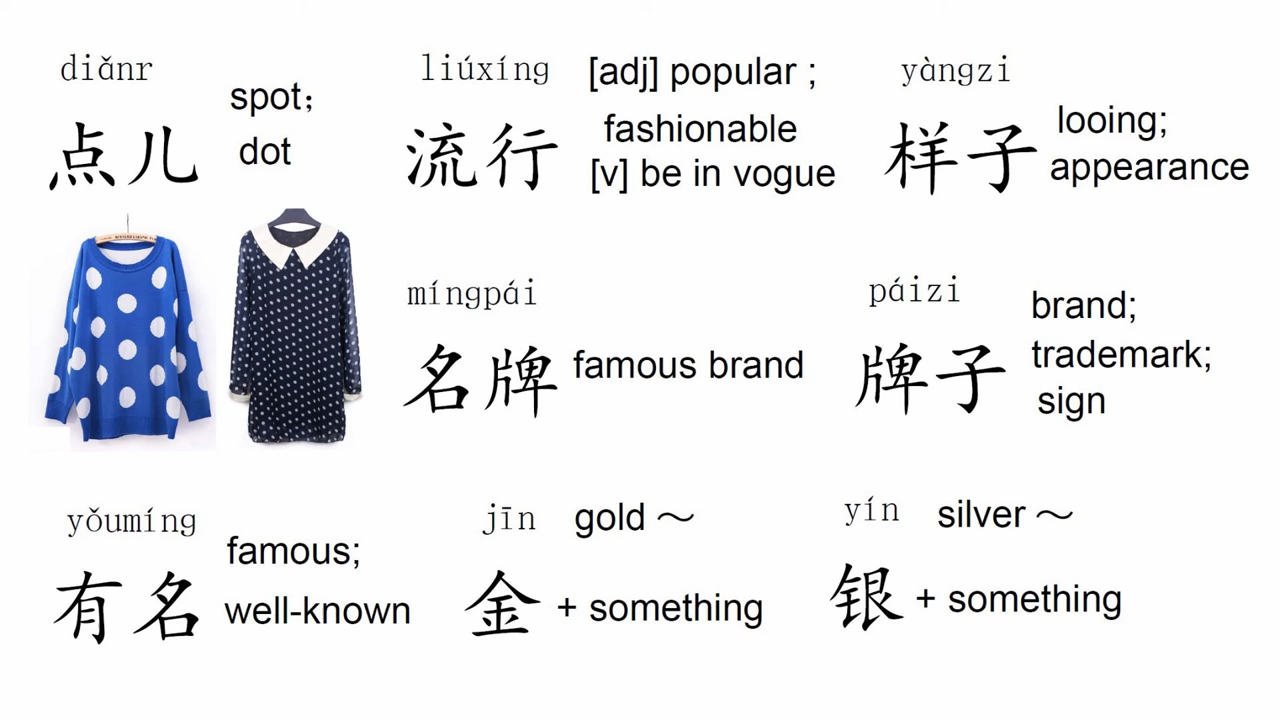 diǎnr
点儿
spot；
dot
liúxíng
流行
[adj] popular ;
fashionable
[v] be in vogue
yàngzi
样子
looing;
appearance
míngpái
名牌
famous brand
páizi
牌子
brand;
trademark;
sign
yǒumíng
有名
famous;
well-known
jīn
金
gold ～
+ something
yín
银
silver ～
+ something